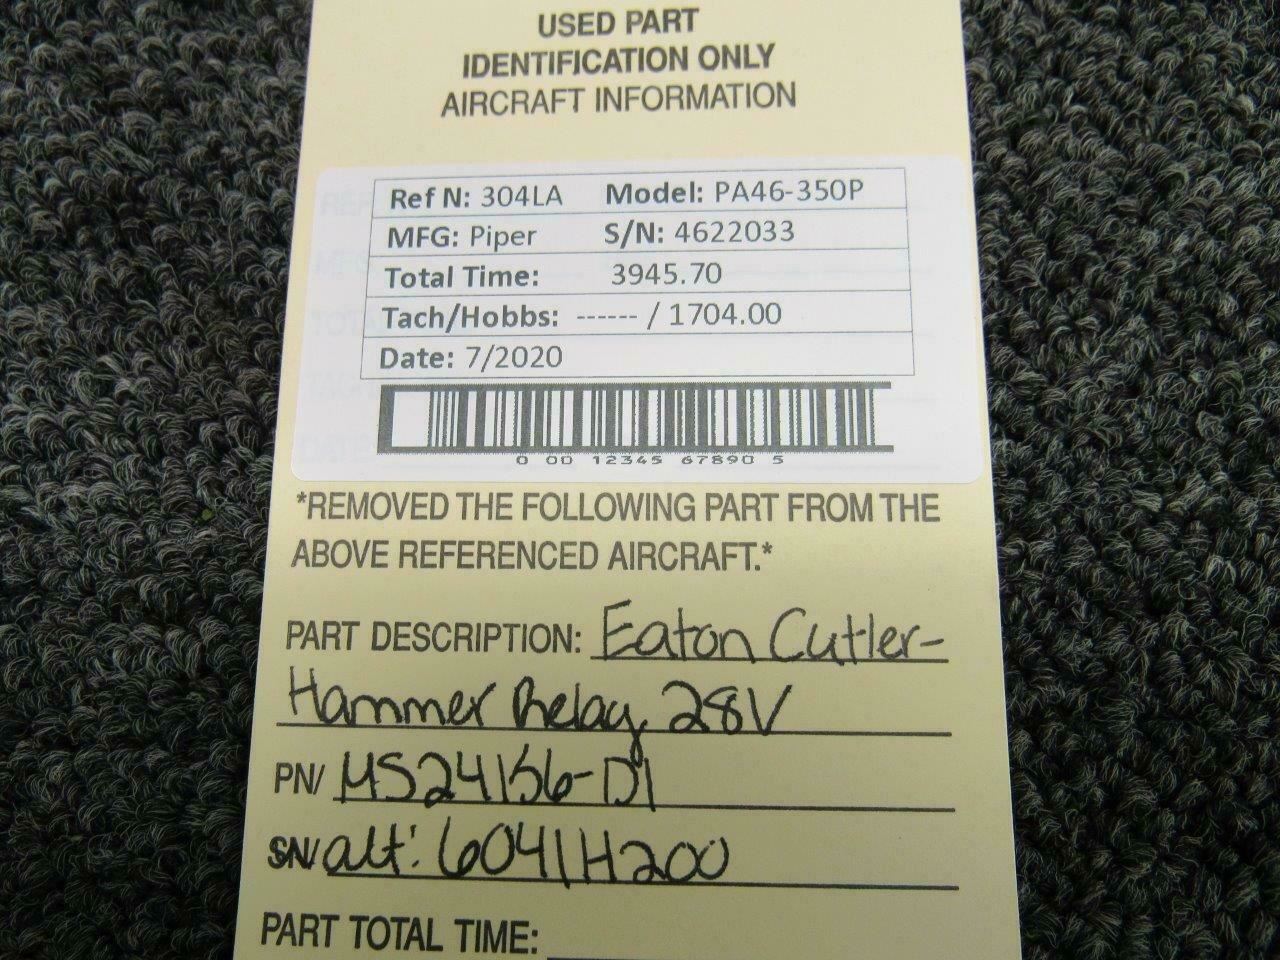 USED PART
IDENTIFICATION ONLY
AIRCRAFT INFORMATION
Ref N: 304LA Model: PA46-350P
MFG: Piper S/N: 4622033
Total Time: 3945.70
Tach/Hobbs: ------ / 1704.00
Date: 7/2020
0 00 12345 67890 5
*REMOVED THE FOLLOWING PART FROM THE
ABOVE REFERENCED AIRCRAFT.*
PART DESCRIPTION: Eaton Cutler-
Hammer Relay 28V
PN/ MS24166-D1
SN/ alt: 6041H200
PART TOTAL TIME: